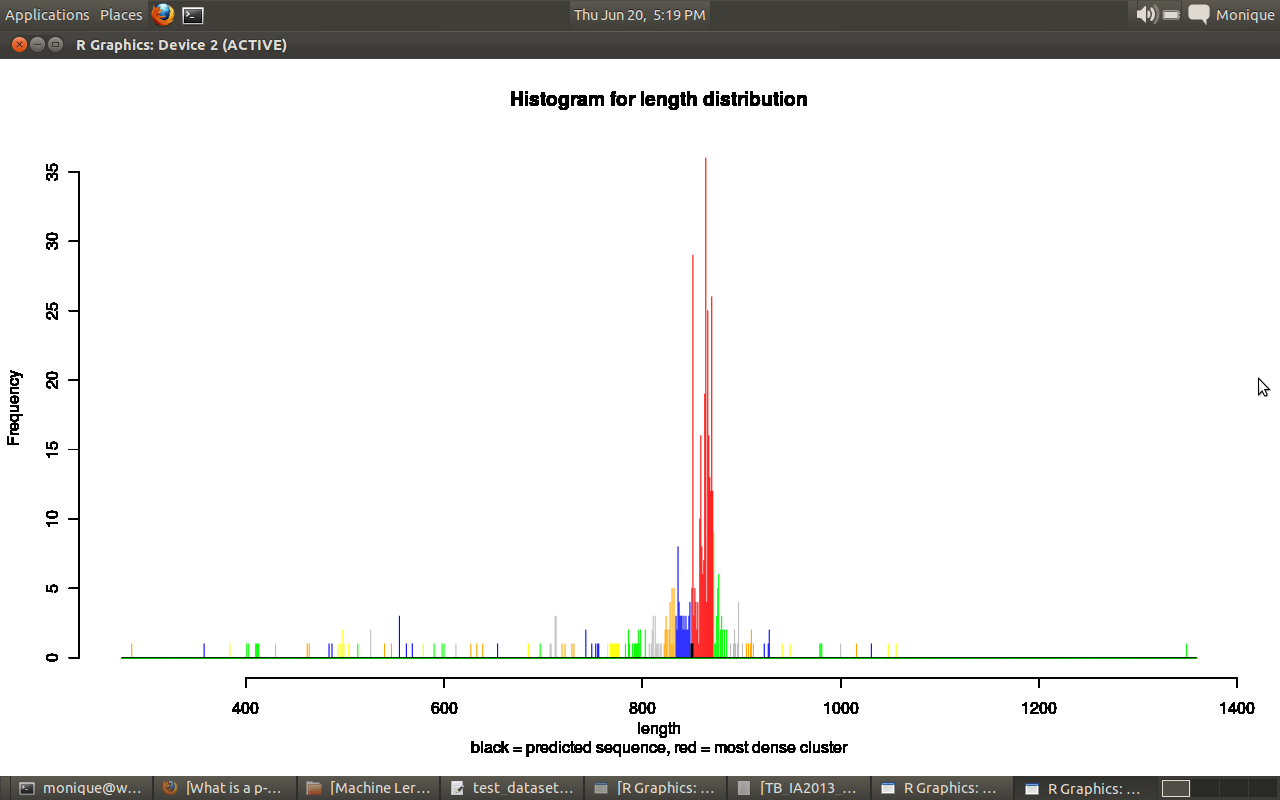 Applications Places Thu Jun 20, 5:19 PM Monique
R Graphics: Device 2 (ACTIVE)
Histogram for length distribution
35
30
25
20
15
10
5
0
Frequency
400 600 800 1000 1200 1400
length
black = predicted sequence, red = most dense cluster
monique@w... [What is a p-... [Machine Ler... test_dataset... [R Graphics: ... [TB_IA2013_... R Graphics: ... R Graphics: ...